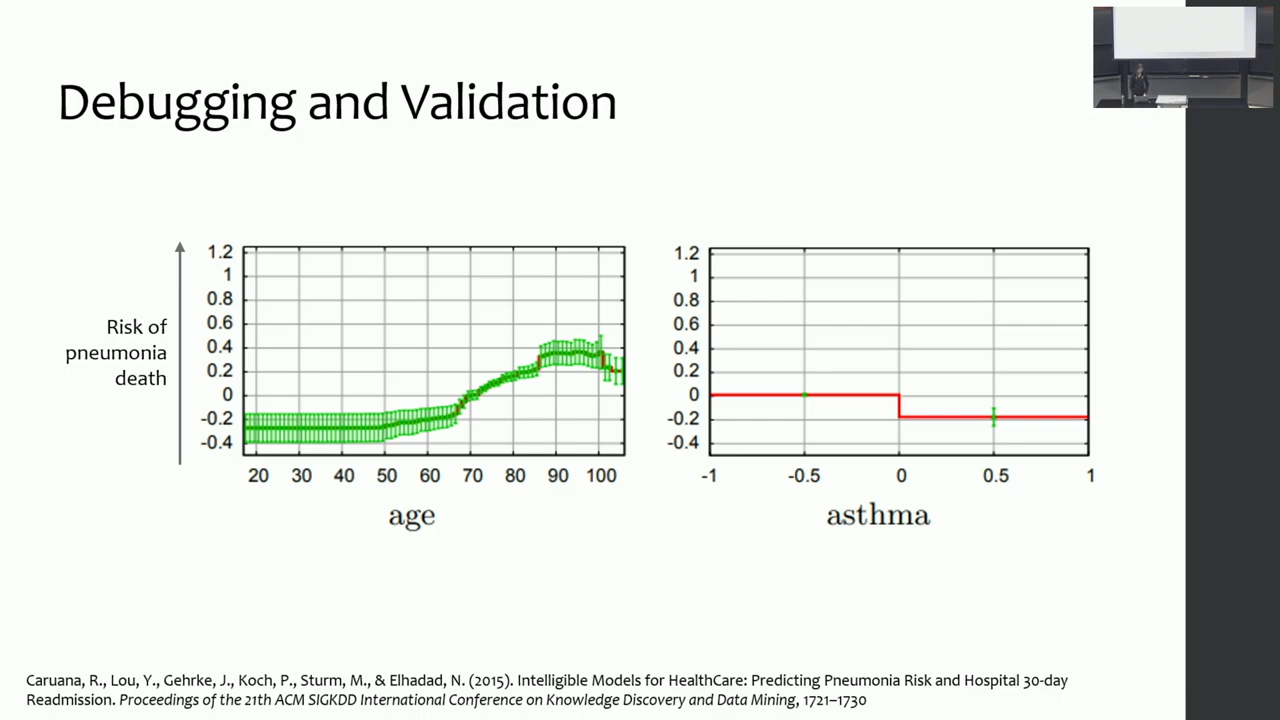 Debugging and Validation
Risk of
pneumonia
death
1.2
1
0.8
0.6
0.4
0.2
0
-0.2
-0.4
20 30 40 50 60 70 80 90 100
age
1.2
1
0.8
0.6
0.4
0.2
0
-0.2
-0.4
-1 -0.5 0 0.5 1
asthma
Caruana, R., Lou, Y., Gehrke, J., Koch, P., Sturm, M., & Elhadad, N. (2015). Intelligible Models for HealthCare: Predicting Pneumonia Risk and Hospital 30-day
Readmission. Proceedings of the 21th ACM SIGKDD International Conference on Knowledge Discovery and Data Mining, 1721–1730